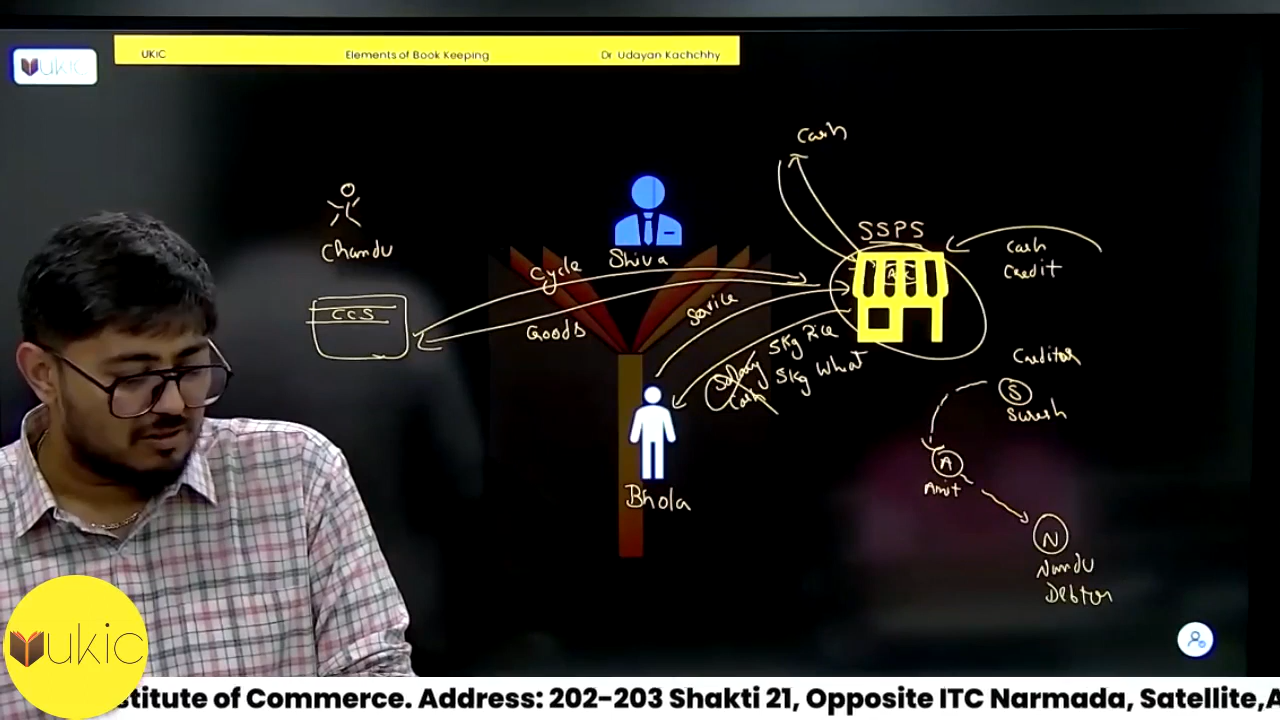 ukic
UKIC Elements of Book Keeping Dr. Udayan Kachchhy
Cash
Chandu
Shiva
SSPS
Cash
Credit
Cycle
CCS
Goods
Service
5kg Rice
5kg Wheat
Salary
Cash
Bhola
Creditor
S
Suresh
A
Amit
N
Nandu
Debtor
ukic
stitute of Commerce. Address: 202-203 Shakti 21, Opposite ITC Narmada, Satellite,A